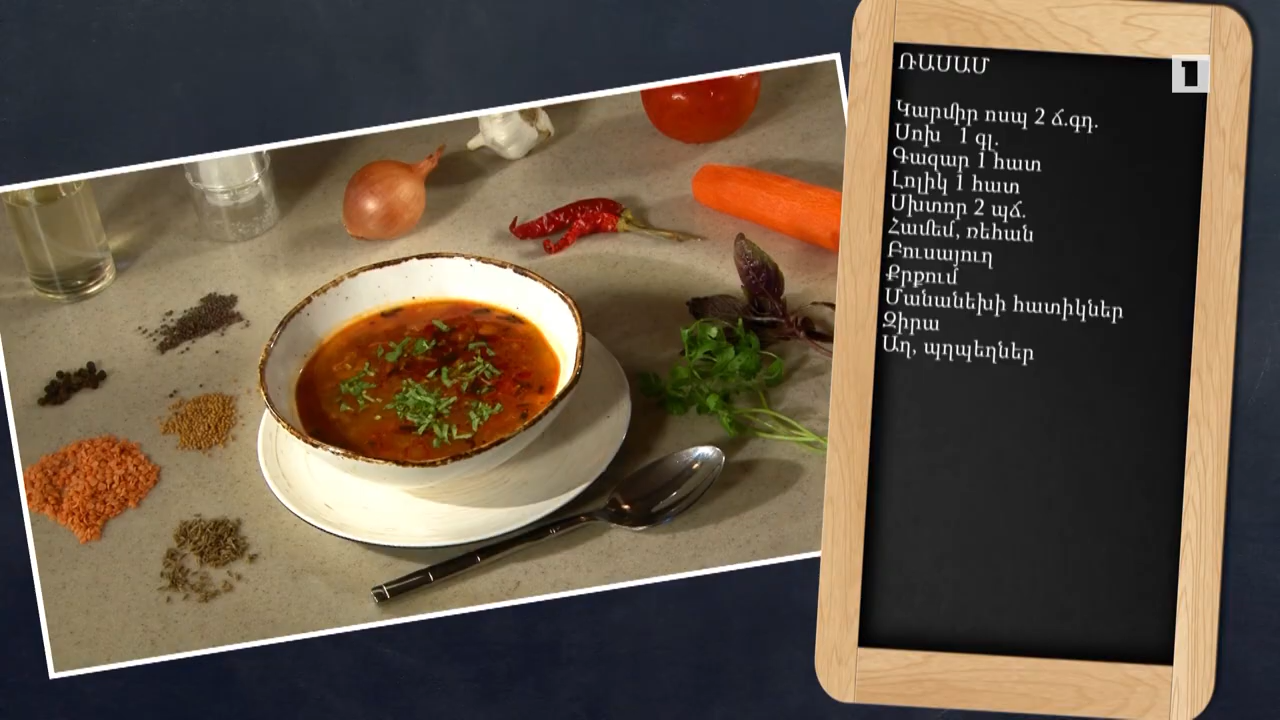 ՌԱՍԱՄ
1
Կարմիր ոսպ 2 ճ.գդ.
Սոխ 1 գլ.
Գազար 1 հատ
Լոլիկ 1 հատ
Սխտոր 2 պճ.
Համեմ, ռեհան
Բուսայուղ
Քրքում
Մանանեխի հատիկներ
Զիրա
Աղ, պղպեղներ